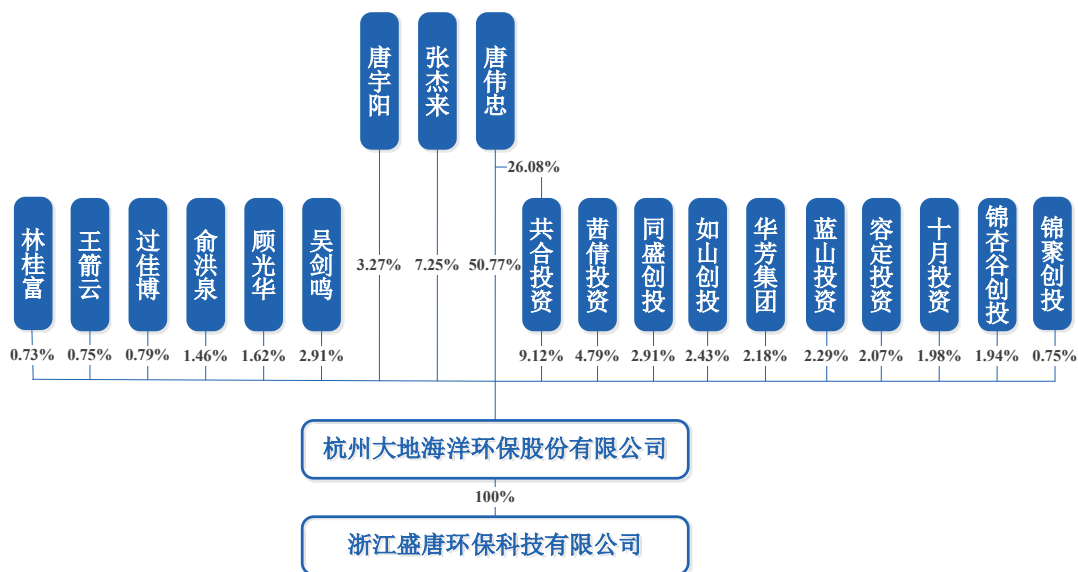 唐宇阳
张杰来
唐伟忠
26.08%
林桂富
王箭云
过佳博
俞洪泉
顾光华
吴剑鸣
3.27%
7.25%
50.77%
共合投资
茜倩投资
同盛创投
如山创投
华芳集团
蓝山投资
容定投资
十月投资
锦杏谷创投
锦聚创投
0.73%
0.75%
0.79%
1.46%
1.62%
2.91%
9.12%
4.79%
2.91%
2.43%
2.18%
2.29%
2.07%
1.98%
1.94%
0.75%
杭州大地海洋环保股份有限公司
100%
浙江盛唐环保科技有限公司